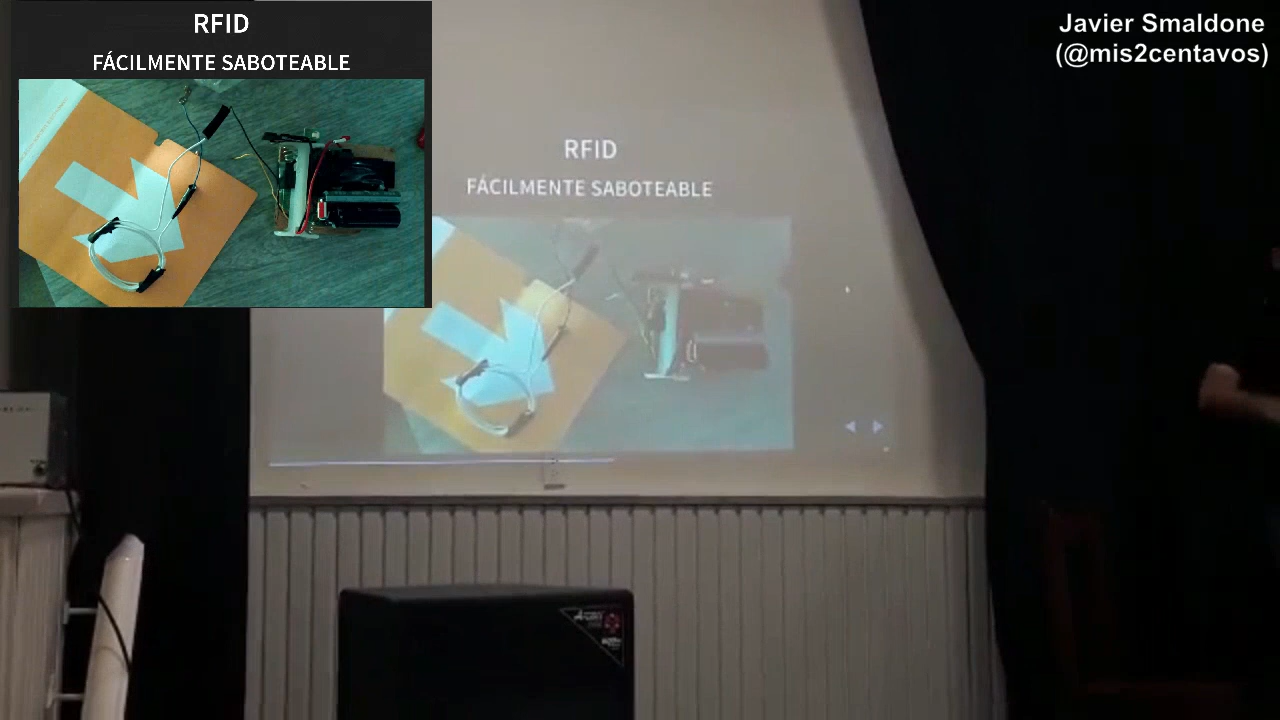 RFID
FÁCILMENTE SABOTEABLE
Javier Smaldone
(@mis2centavos)
RFID
FÁCILMENTE SABOTEABLE